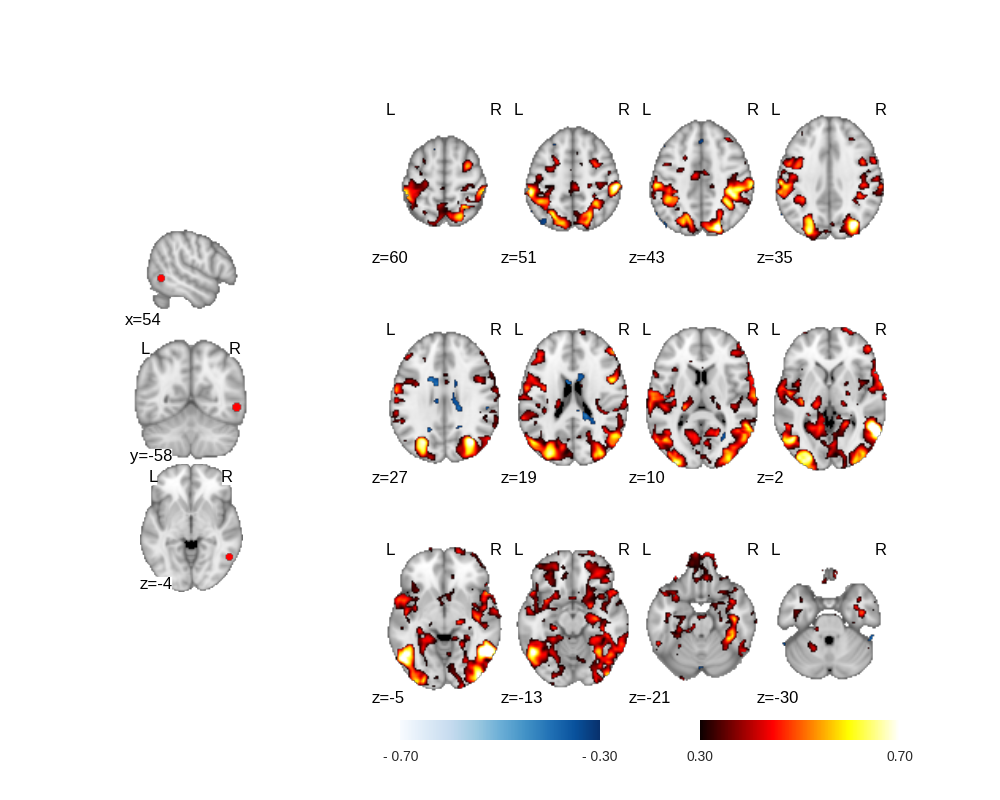 L R L R L R L R
z=60 z=51 z=43 z=35
x=54
L R
y=-58
L R
z=-4
L R L R L R L R
z=27 z=19 z=10 z=2
L R L R L R L R
z=-5 z=-13 z=-21 z=-30
- 0.70 - 0.30 0.30 0.70